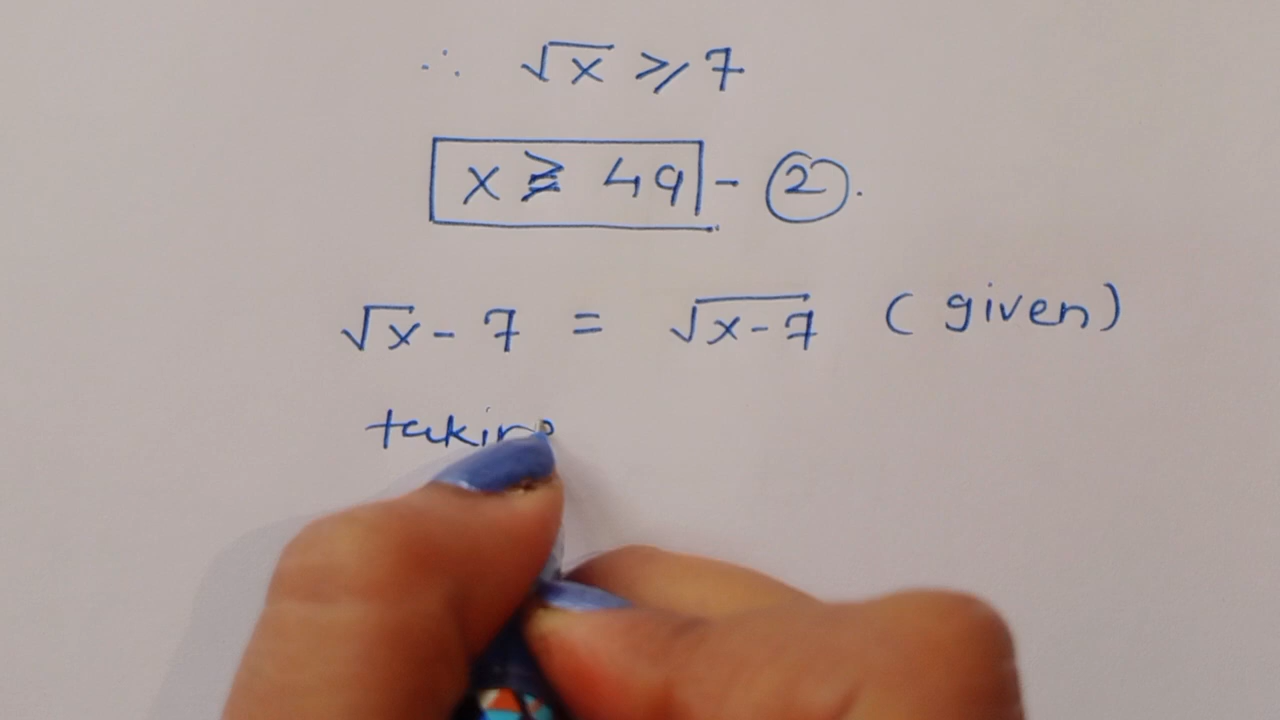 ∴ √x ≥ 7
x ≥ 49 - ②.
√x - 7 = √(x-7) (given)